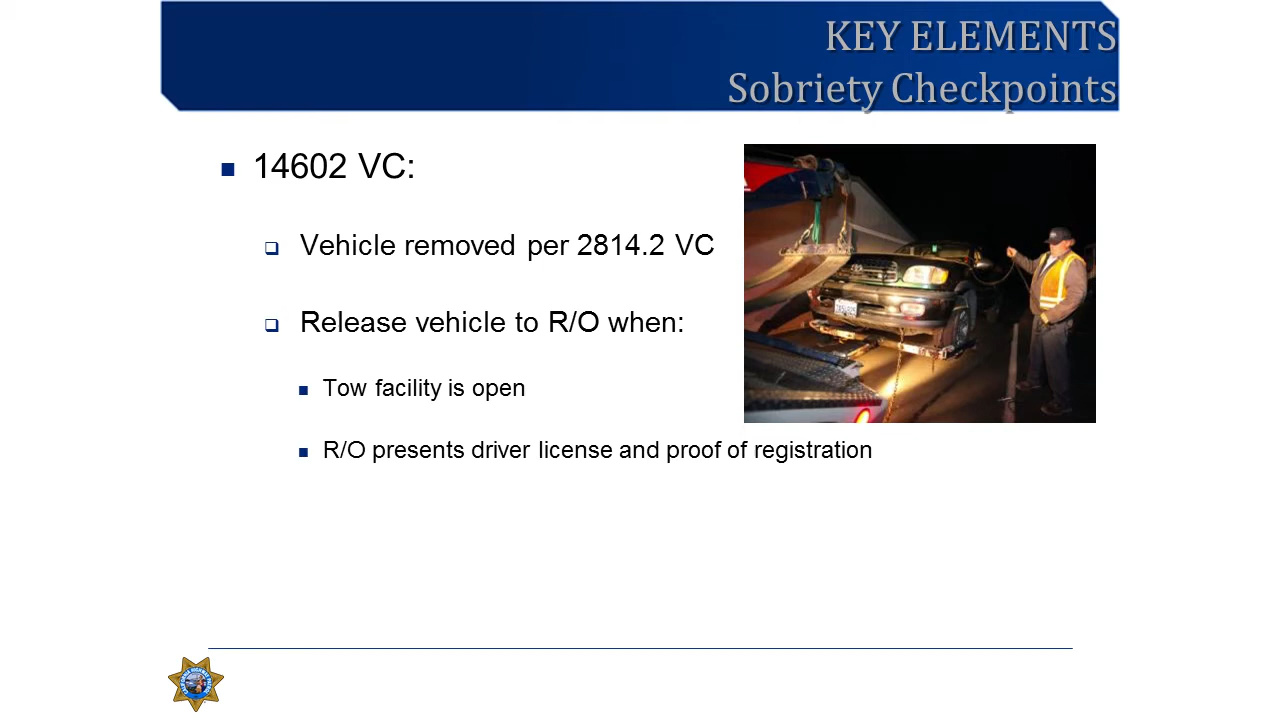 KEY ELEMENTS
Sobriety Checkpoints
14602 VC:
Vehicle removed per 2814.2 VC
Release vehicle to R/O when:
Tow facility is open
R/O presents driver license and proof of registration